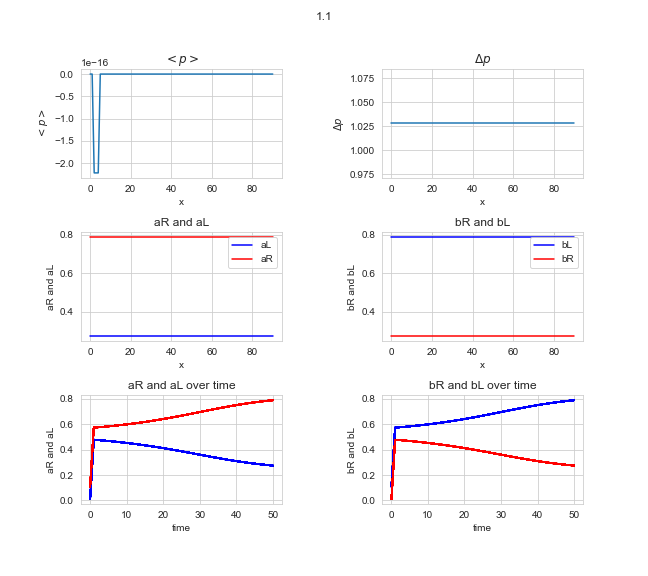 1.1
1e−16
< p >
Δp
0.0
−0.5
−1.0
−1.5
−2.0
< p >
0 20 40 60 80
x
1.075
1.050
1.025
1.000
0.975
Δp
0 20 40 60 80
x
aR and aL
bR and bL
0.8
0.6
0.4
aR and aL
aL
aR
0 20 40 60 80
x
0.8
0.6
0.4
bR and bL
bL
bR
0 20 40 60 80
x
aR and aL over time
bR and bL over time
0.8
0.6
0.4
0.2
0.0
aR and aL
0 10 20 30 40 50
time
0.8
0.6
0.4
0.2
0.0
bR and bL
0 10 20 30 40 50
time